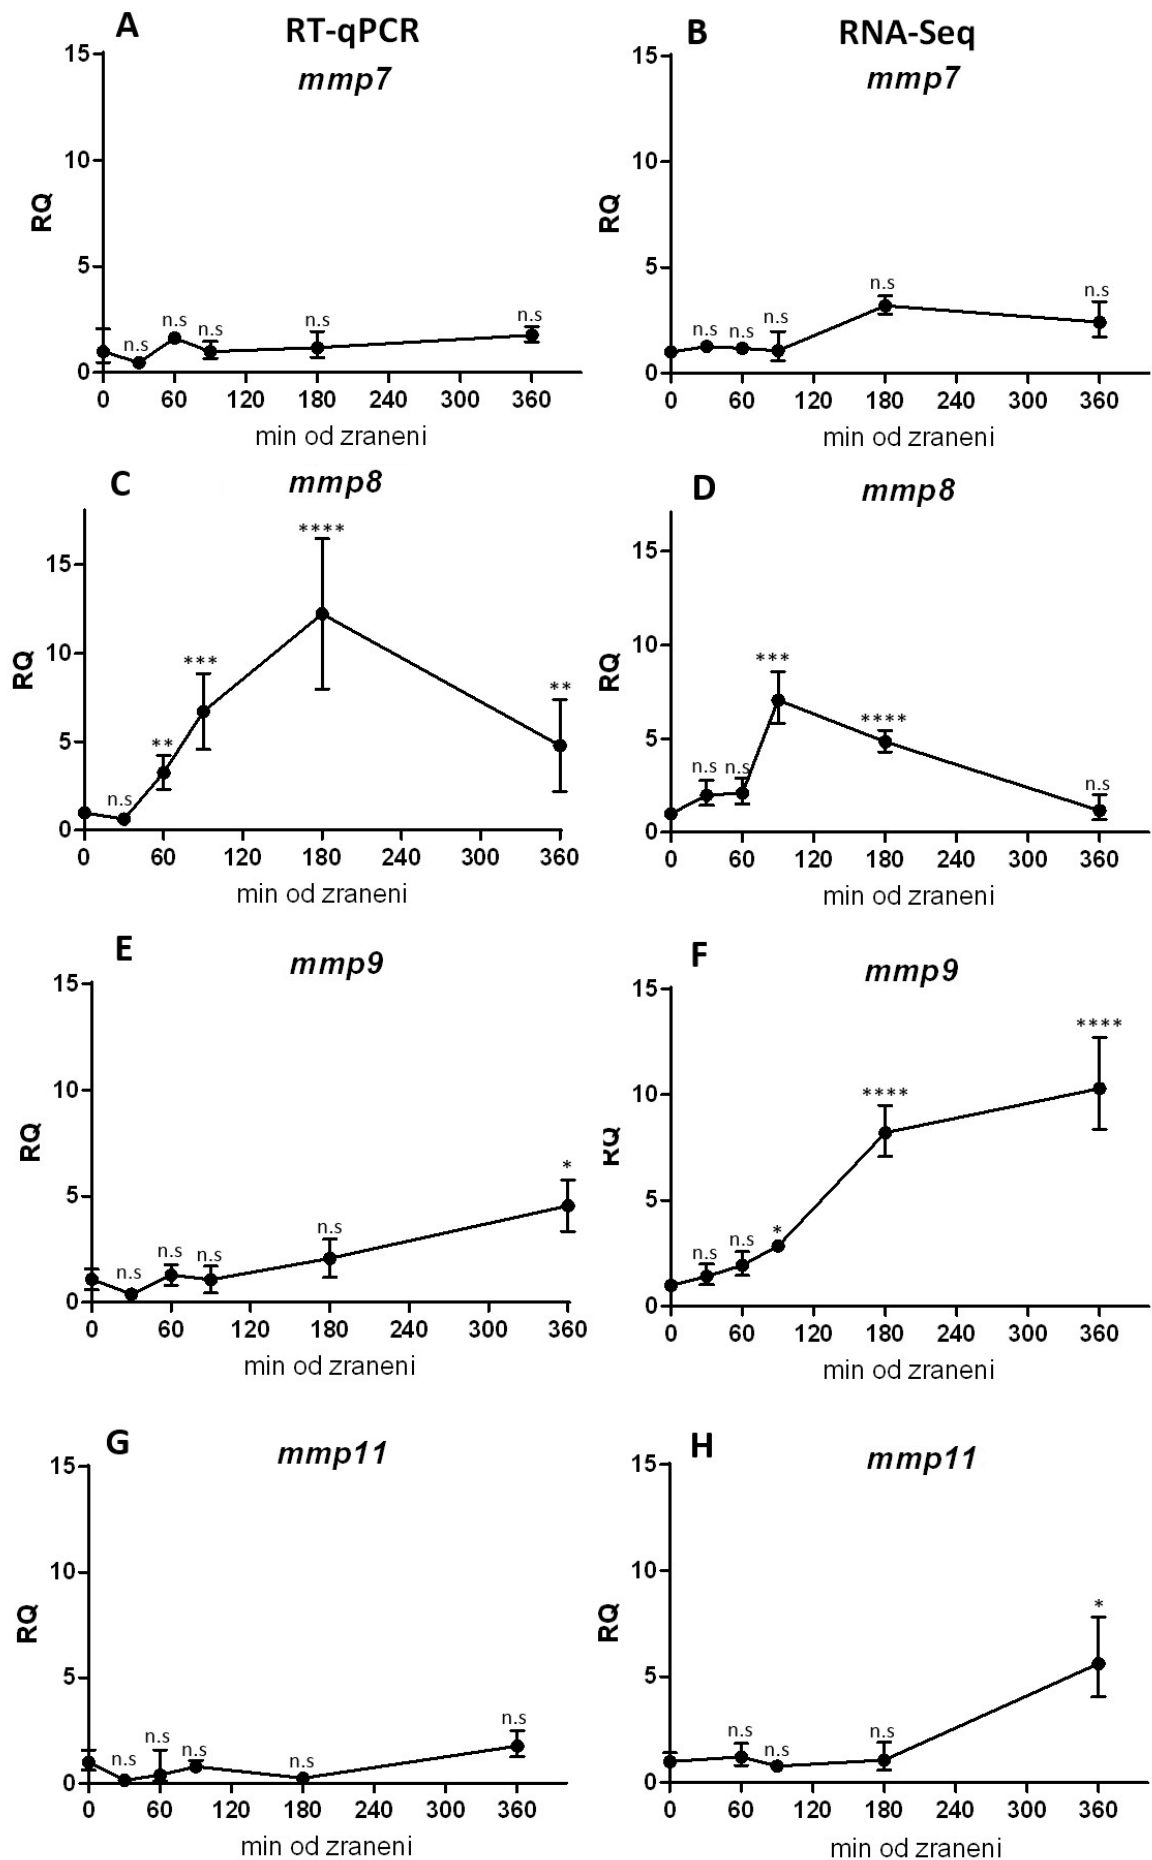 A RT-qPCR B RNA-Seq
mmp7 mmp7
15 15
10 10
RQ RQ
5 5
n.s n.s n.s n.s n.s n.s n.s n.s n.s n.s
0 0
0 60 120 180 240 300 360 0 60 120 180 240 300 360
min od zraneni min od zraneni
C mmp8 D mmp8
****
15 15
10 10
*** ***
RQ RQ
** ** ****
5 5
n.s n.s n.s n.s
0 0
0 60 120 180 240 300 360 0 60 120 180 240 300 360
min od zraneni min od zraneni
E mmp9 F mmp9
15 15
****
10 10
****
RQ RQ
5 5
*
n.s n.s n.s n.s n.s n.s *
0 0
0 60 120 180 240 300 360 0 60 120 180 240 300 360
min od zraneni min od zraneni
G mmp11 H mmp11
15 15
10 10
RQ RQ
*
5 5
n.s n.s n.s n.s n.s n.s n.s n.s
0 0
0 60 120 180 240 300 360 0 60 120 180 240 300 360
min od zraneni min od zraneni